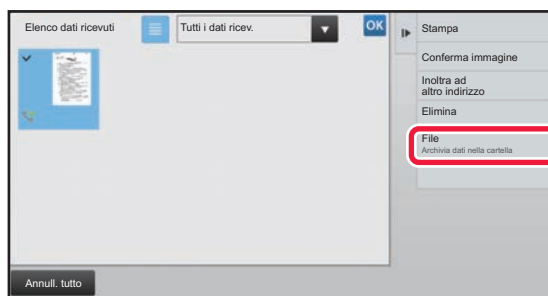 Elenco dati ricevuti
Tutti i dati ricev.
OK
Stampa
Conferma immagine
Inoltra ad
altro indirizzo
Elimina
File
Archivia dati nella cartella
Annull. tutto